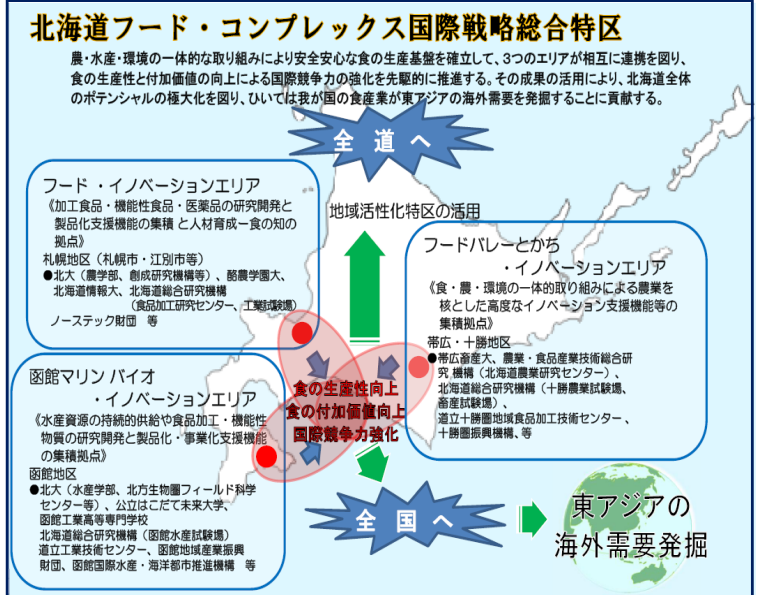 北海道フード・コンプレックス国際戦略総合特区
農・水産・環境の一体的な取り組みにより安全安心な食の生産基盤を確立して、3つのエリアが相互に連携を図り、
食の生産性と付加価値の向上による国際競争力の強化を先駆的に推進する。その成果の活用により、北海道全体
のポテンシャルの極大化を図り、ひいては我が国の食産業が東アジアの海外需要を発掘することに貢献する。
全 道 へ
地域活性化特区の活用
フード ・イノベーションエリア
《加工食品・機能性食品・医薬品の研究開発と
製品化支援機能の集積 と人材育成ー食の知の
拠点》
札幌地区(札幌市・江別市等)
●北大(農学部、創成研究機構等)、酪農学園大、
北海道情報大、北海道総合研究機構
(食品加工研究センター、工業試験場)
ノーステック財団 等
フードバレーとかち
・イノベーションエリア
《食・農・環境の一体的取り組みによる農業を
核とした高度なイノベーション支援機能等の
集積拠点》
帯広・十勝地区
●帯広畜産大、農業・食品産業技術総合研
究 機構(北海道農業研究センター)、
北海道総合研究機構(十勝農業試験場、
畜産試験場)、
道立十勝圏地域食品加工技術センター、
十勝圏振興機構、等
函館マリン バイオ
・イノベーションエリア
《水産資源の持続的供給や食品加工・機能性
物質の研究開発と製品化・事業化支援機能
の集積拠点》
函館地区
●北大(水産学部、北方生物圏フィールド科学
センター等)、公立はこだて未来大学、
函館工業高等専門学校
北海道総合研究機構(函館水産試験場)
道立工業技術センター、函館地域産業振興
財団、函館国際水産・海洋都市推進機構 等
食の生産性向上
食の付加価値向上
国際競争力強化
全 国 へ
東アジアの
海外需要発掘